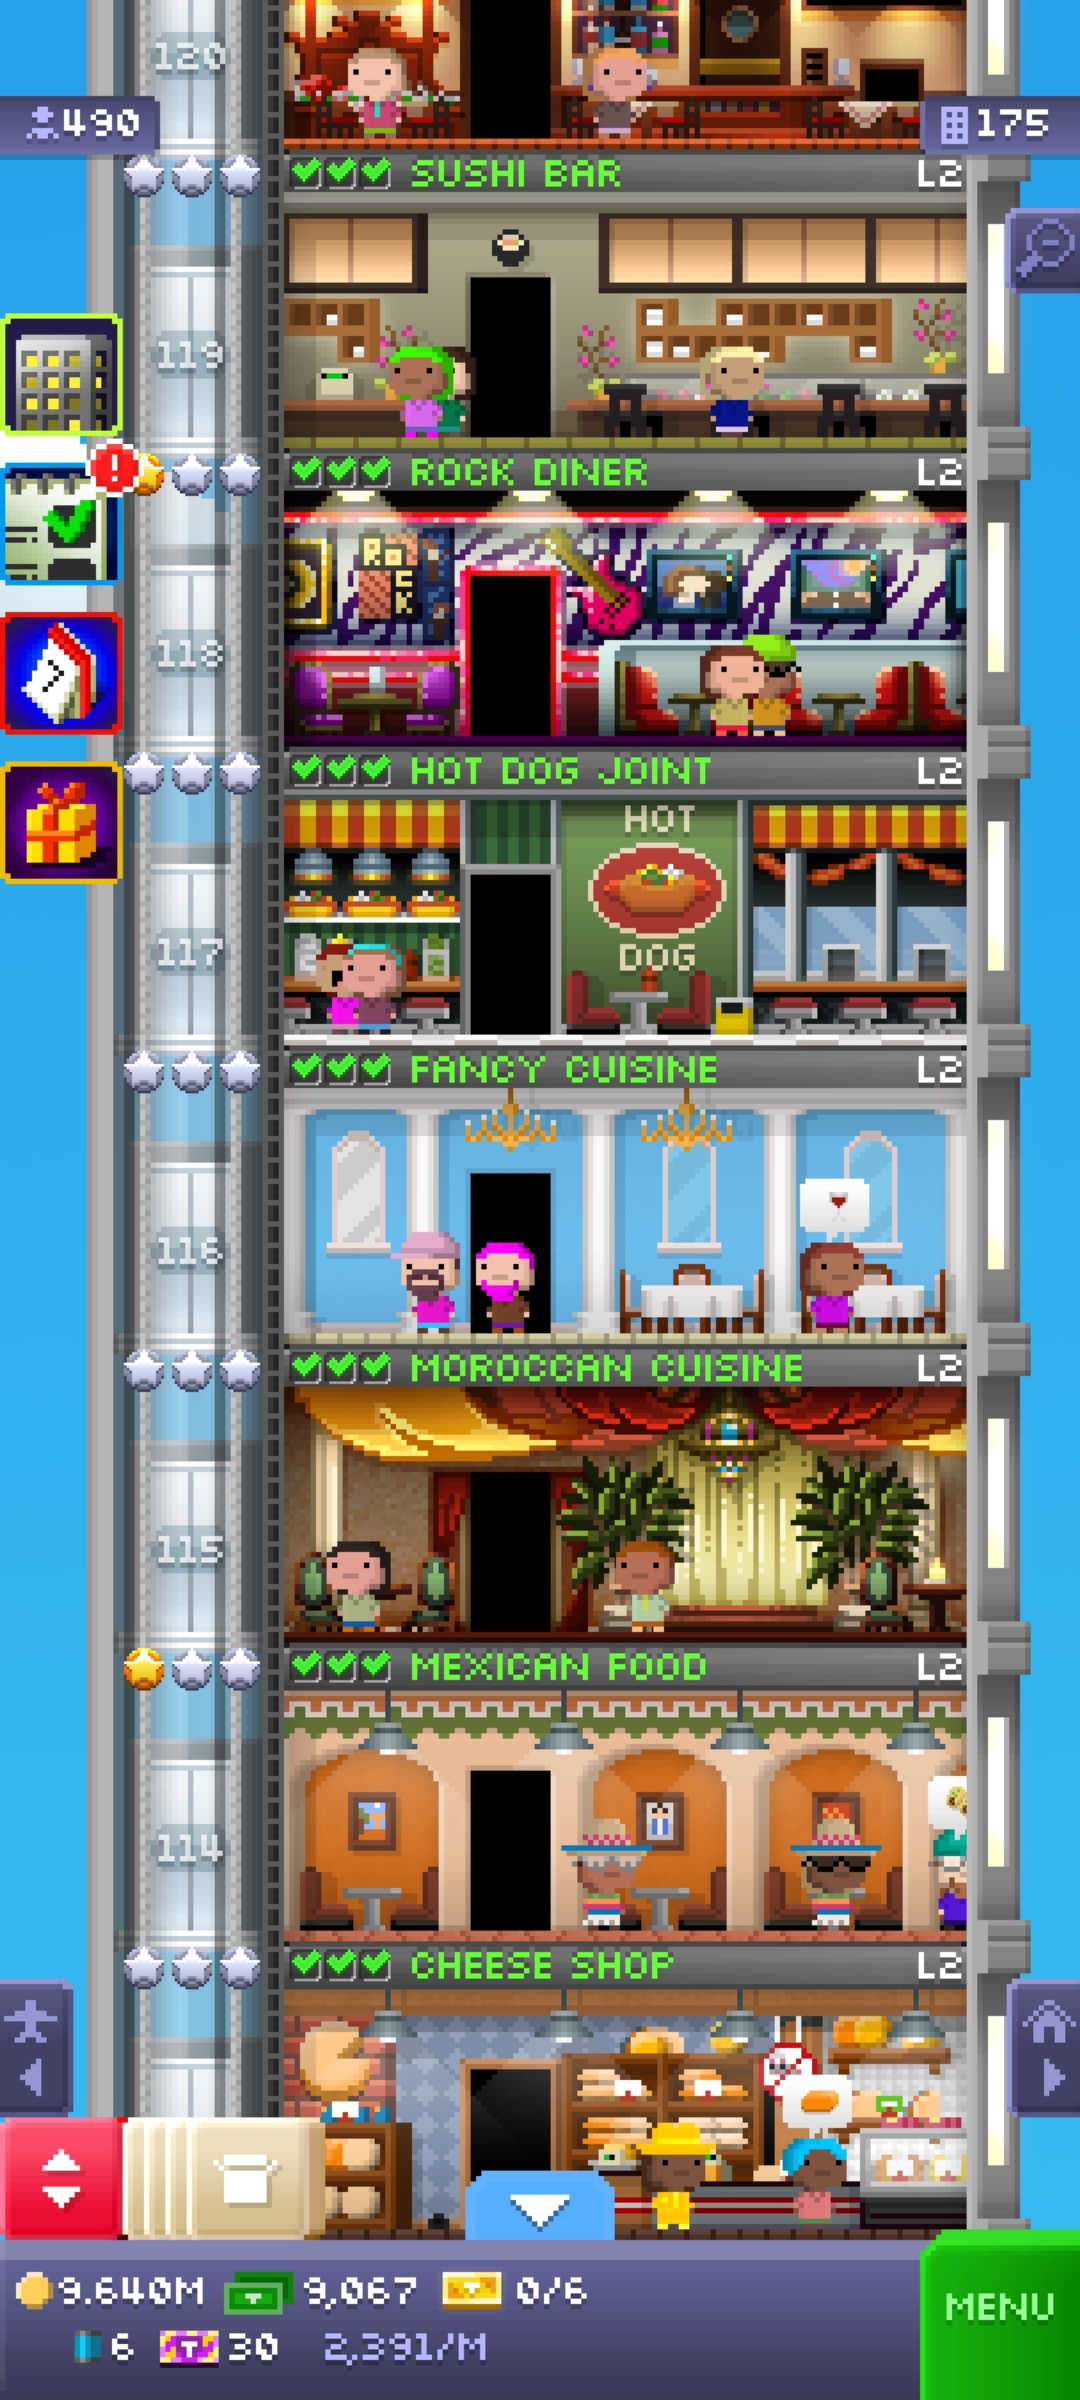 120
490
175
SUSHI BAR L2
119
ROCK DINER L2
ROCK
118
HOT DOG JOINT L2
HOT
DOG
117
FANCY CUISINE L2
116
MOROCCAN CUISINE L2
115
MEXICAN FOOD L2
114
CHEESE SHOP L2
9.640M 9,067 0/6
6 T 30 2,391/M
MENU
7